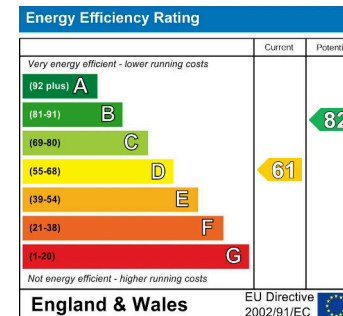 Energy Efficiency Rating
Current Potenti
Very energy efficient - lower running costs
(92 plus) A
(81-91) B
82
(69-80) C
(55-68) D
61
(39-54) E
(21-38) F
(1-20) G
Not energy efficient - higher running costs
England & Wales
EU Directive
2002/91/EC